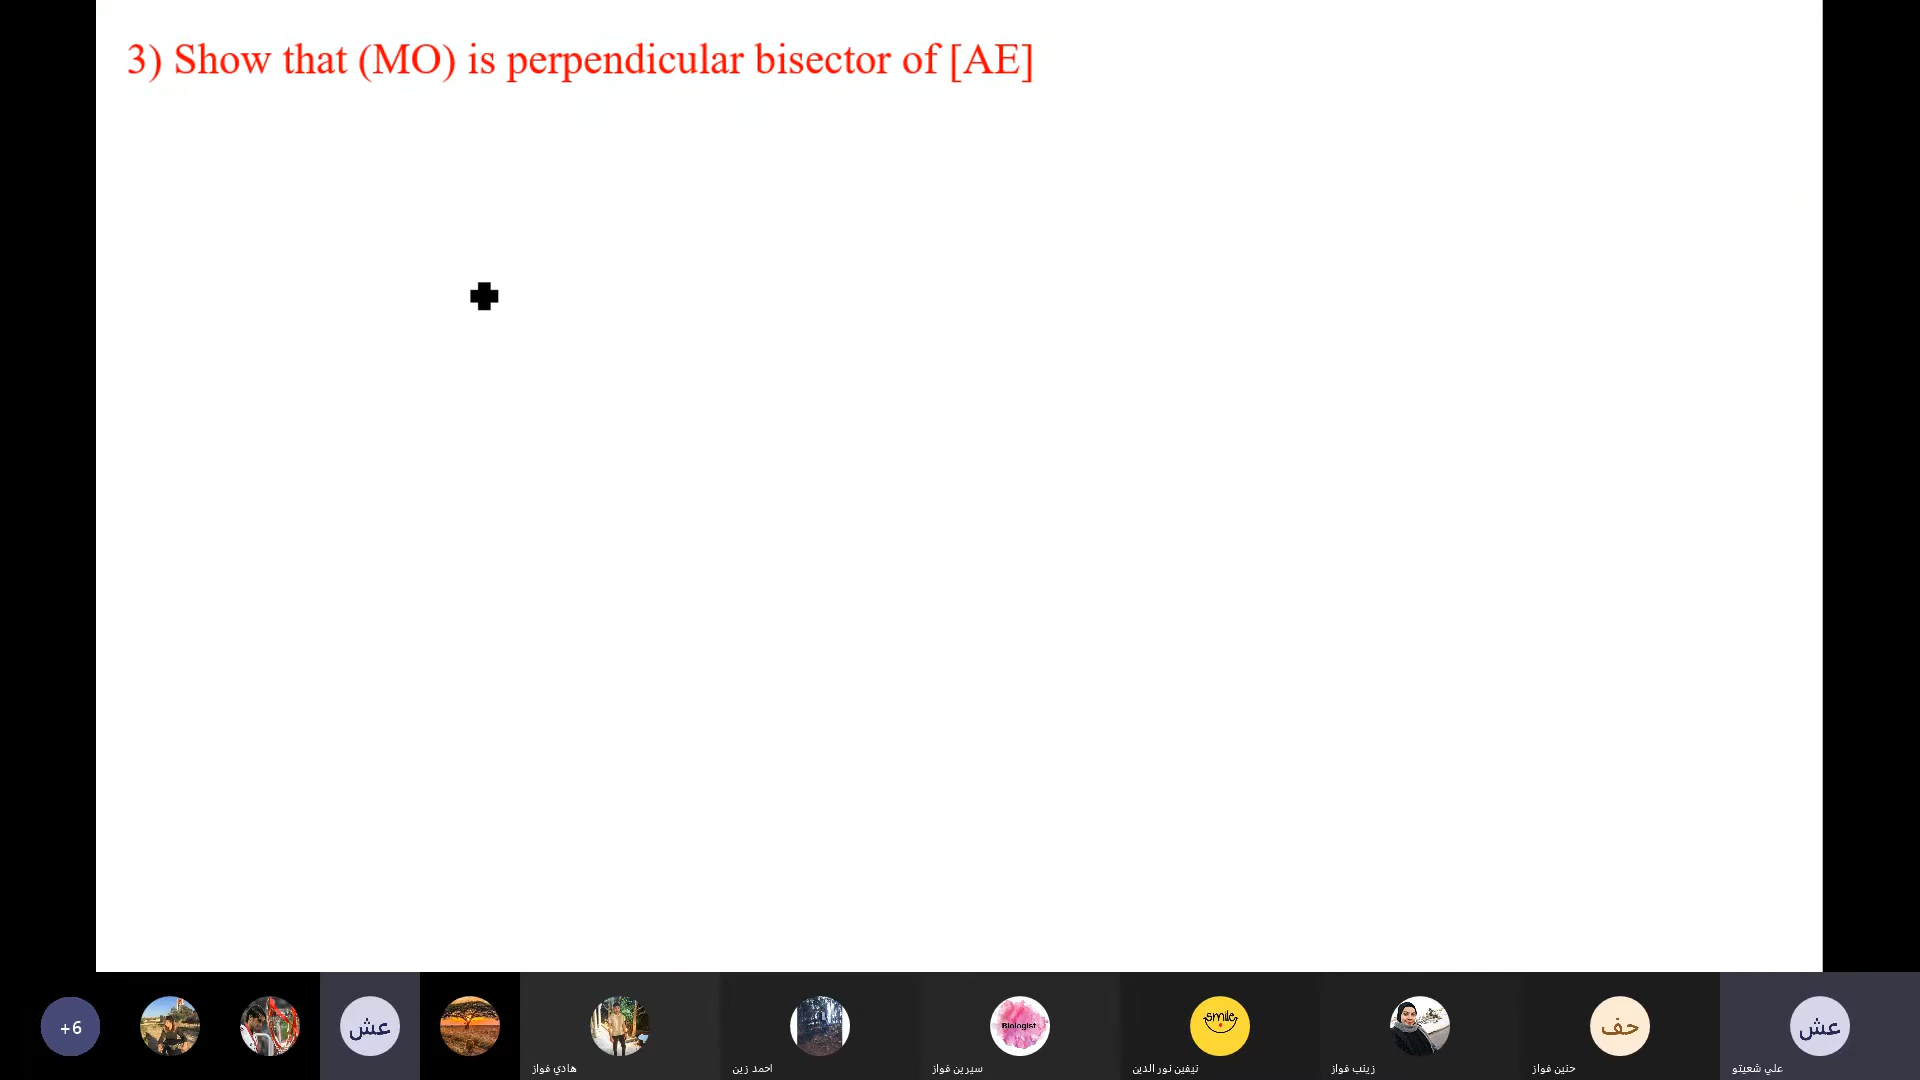 3) Show that (MO) is perpendicular bisector of [AE]
+6
عش
هادي فواز
احمد زين
Biologist
سيرين فواز
smile
نيفين نور الدين
زينب فواز
حف
حنين فواز
عش
علي شعيتو